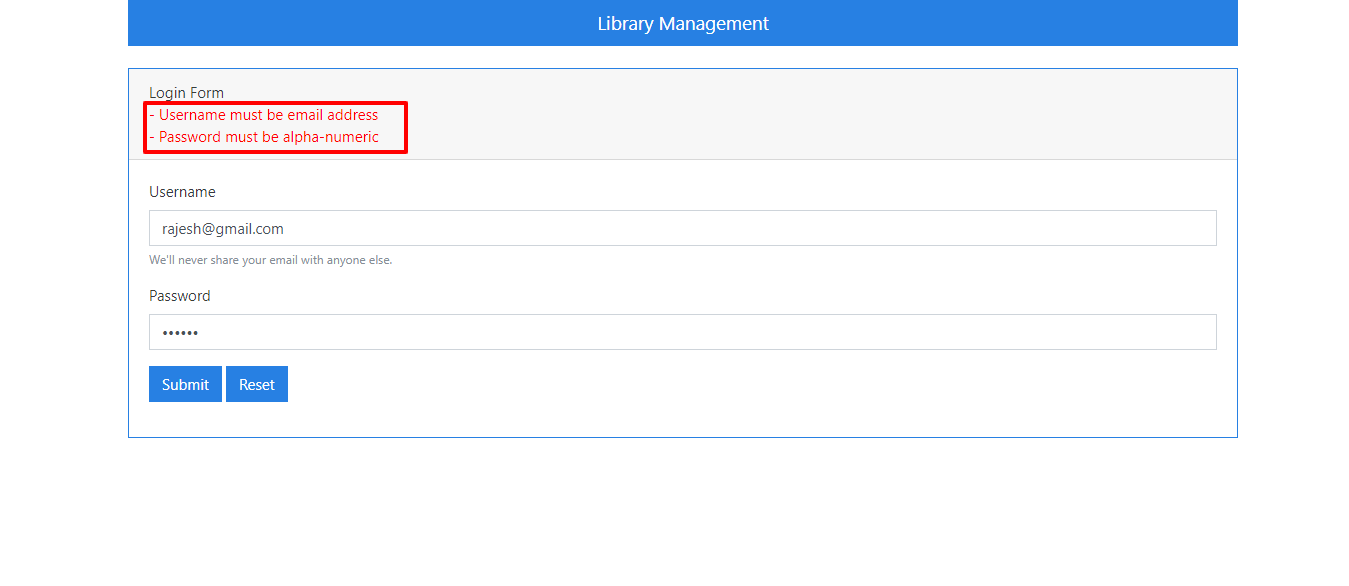 Library Management
Login Form
- Username must be email address
- Password must be alpha-numeric
Username
rajesh@gmail.com
We'll never share your email with anyone else.
Password
••••••
Submit Reset